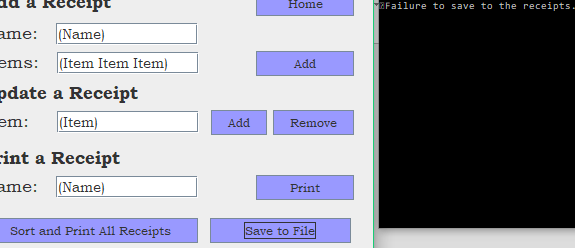 dd a Receipt
Home
ame:
(Name)
ems:
(Item Item Item)
Add
pdate a Receipt
em:
(Item)
Add
Remove
rint a Receipt
ame:
(Name)
Print
Sort and Print All Receipts
Save to File
Failure to save to the receipts.